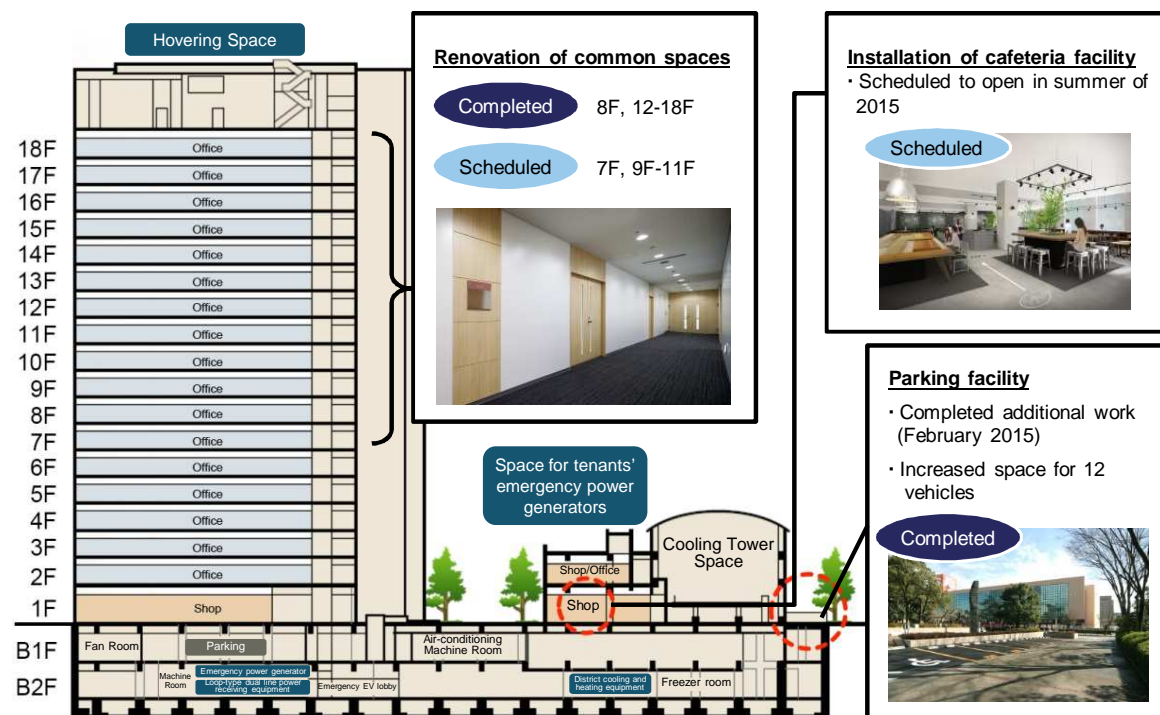 Hovering Space
18F
Office
17F
Office
16F
Office
15F
Office
14F
Office
13F
Office
12F
Office
11F
Office
10F
Office
9F
Office
8F
Office
7F
Office
6F
Office
5F
Office
4F
Office
3F
Office
2F
Office
1F
Shop
B1F
Fan Room
Parking
Air-conditioning
Machine Room
B2F
Machine
Room
Emergency power generator
Loop-type dual line power
receiving equipment
Emergency EV lobby
District cooling and
heating equipment
Freezer room
Renovation of common spaces
Completed
8F, 12-18F
Scheduled
7F, 9F-11F
Space for tenants’
emergency power
generators
Shop/Office
Shop
Cooling Tower
Space
Installation of cafeteria facility
・Scheduled to open in summer of
2015
Scheduled
Parking facility
・Completed additional work
(February 2015)
・Increased space for 12
vehicles
Completed